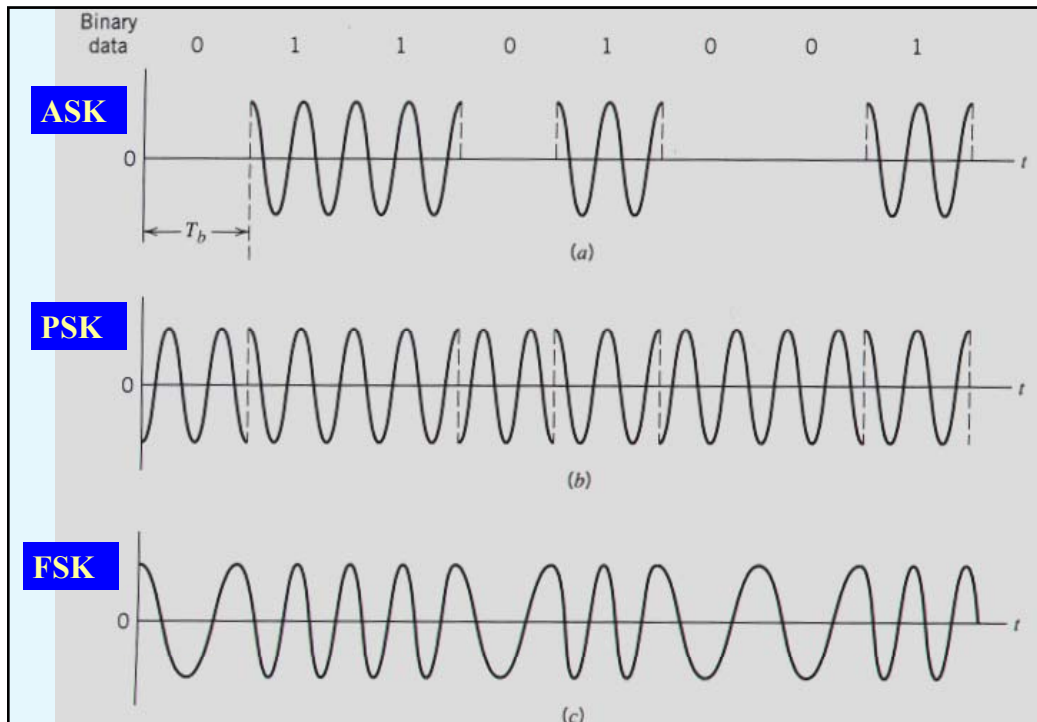 Binary
data 0 1 1 0 1 0 0 1
ASK
0 t
T_b
(a)
PSK
0 t
(b)
FSK
0 t
(c)